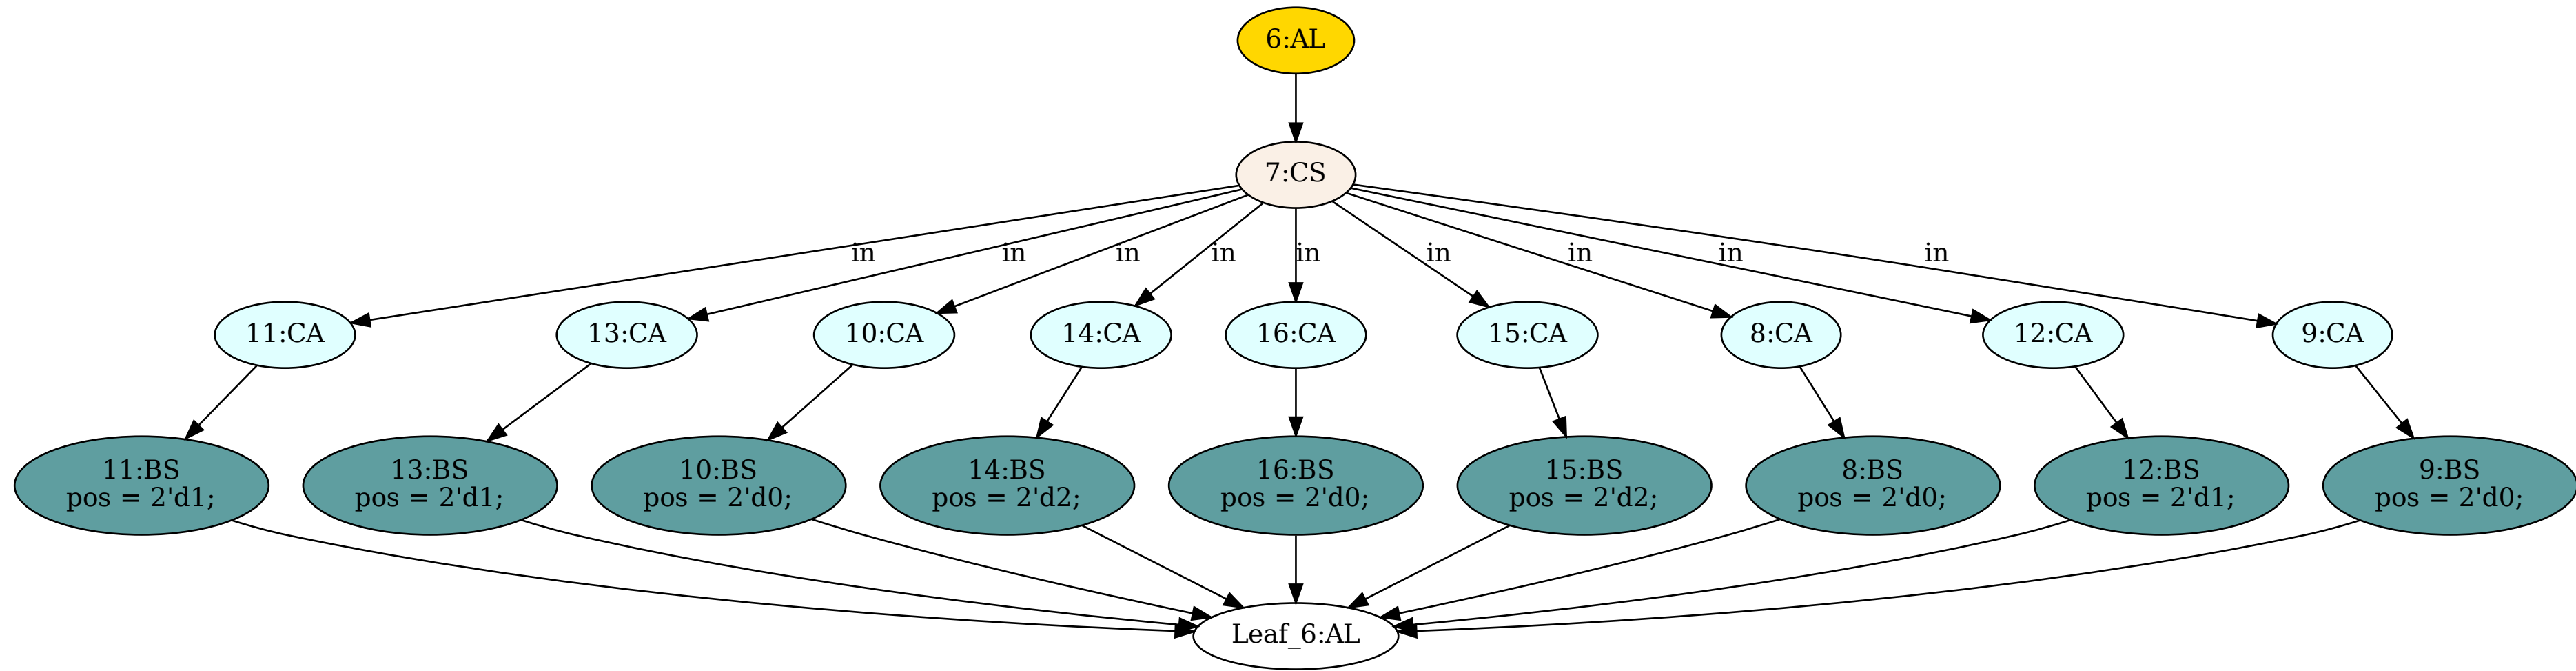 6:AL
7:CS
in in in in in in in in in
11:CA 13:CA 10:CA 14:CA 16:CA 15:CA 8:CA 12:CA 9:CA
11:BS
pos = 2'd1;
13:BS
pos = 2'd1;
10:BS
pos = 2'd0;
14:BS
pos = 2'd2;
16:BS
pos = 2'd0;
15:BS
pos = 2'd2;
8:BS
pos = 2'd0;
12:BS
pos = 2'd1;
9:BS
pos = 2'd0;
Leaf_6:AL